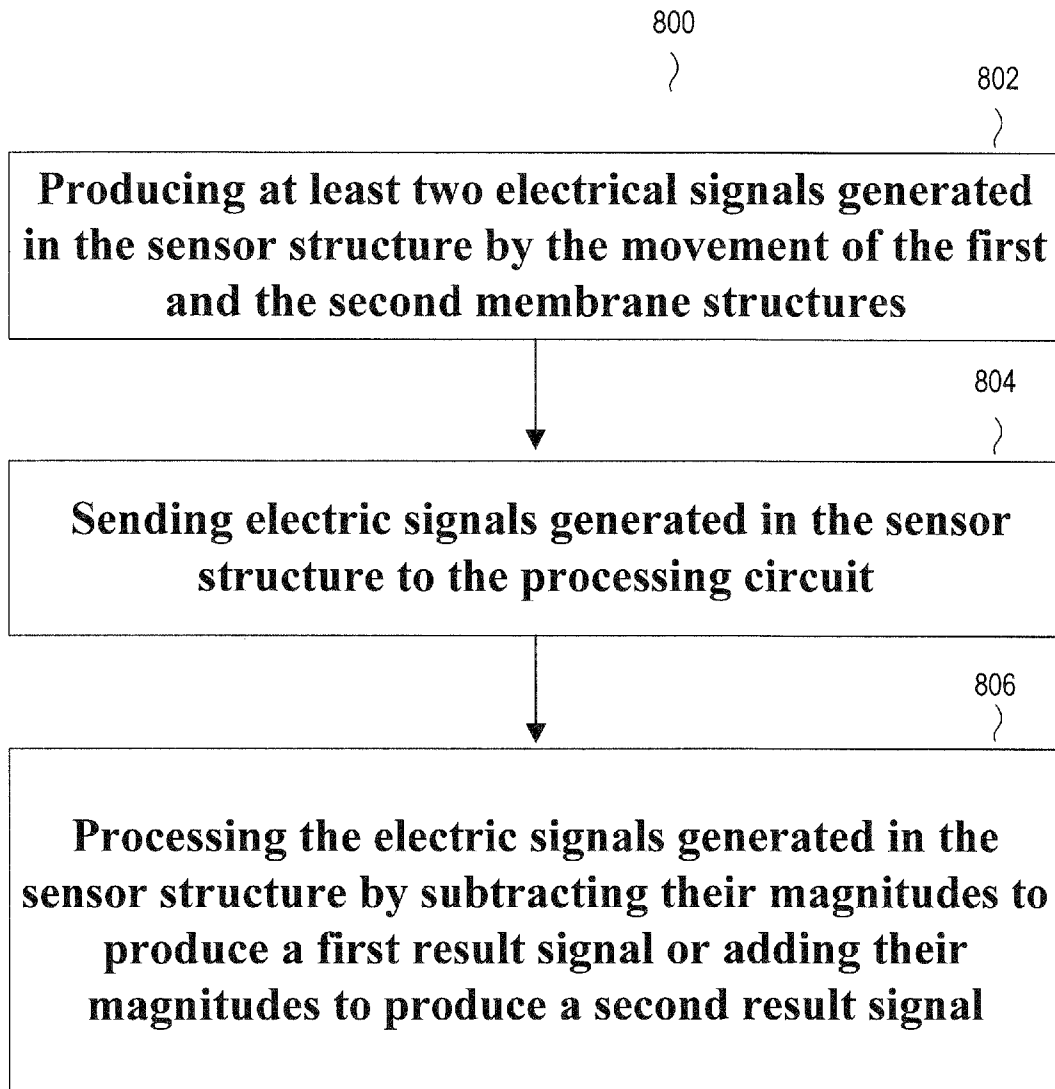 800
802
Producing at least two electrical signals generated
in the sensor structure by the movement of the first
and the second membrane structures
804
Sending electric signals generated in the sensor
structure to the processing circuit
806
Processing the electric signals generated in the
sensor structure by subtracting their magnitudes to
produce a first result signal or adding their
magnitudes to produce a second result signal